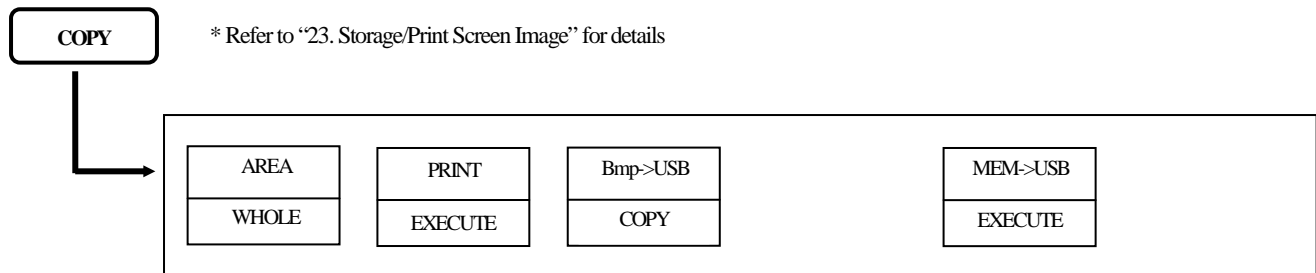 COPY
* Refer to “23. Storage/Print Screen Image” for details
AREA
WHOLE
PRINT
EXECUTE
Bmp->USB
COPY
MEM->USB
EXECUTE